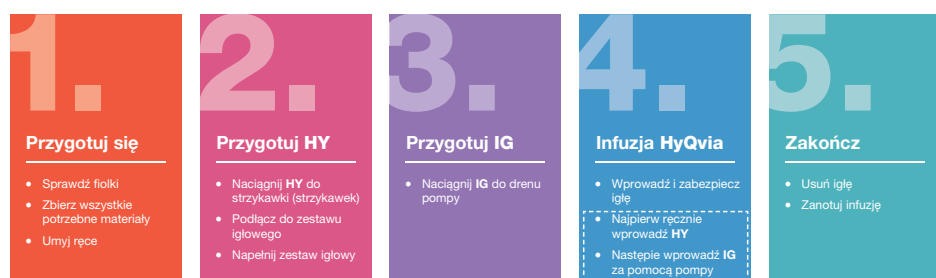 1.
Przygotuj się
• Sprawdź fiolki
• Zbierz wszystkie
potrzebne materiały
• Umyj ręce
2.
Przygotuj HY
• Naciągnij HY do
strzykawki (strzykawek)
• Podłącz do zestawu
igłowego
• Napełnij zestaw igłowy
3.
Przygotuj IG
• Naciągnij IG do drenu
pompy
4.
Infuzja HyQvia
• Wprowadź i zabezpiecz
igłę
• Najpierw ręcznie
wprowadź HY
• Następie wprowadź IG
za pomocą pompy
5.
Zakończ
• Usuń igłę
• Zanotuj infuzję